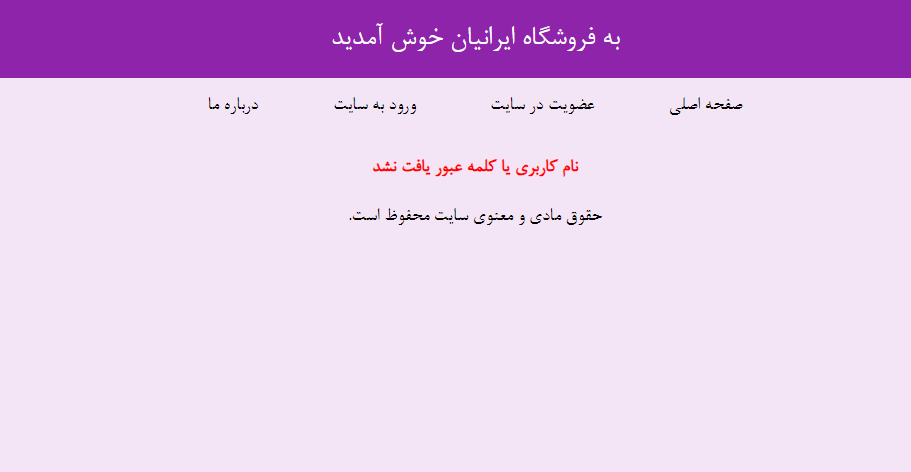 به فروشگاه ایرانیان خوش آمدید
صفحه اصلی عضویت در سایت ورود به سایت درباره ما
نام کاربری یا کلمه عبور یافت نشد
حقوق مادی و معنوی سایت محفوظ است.